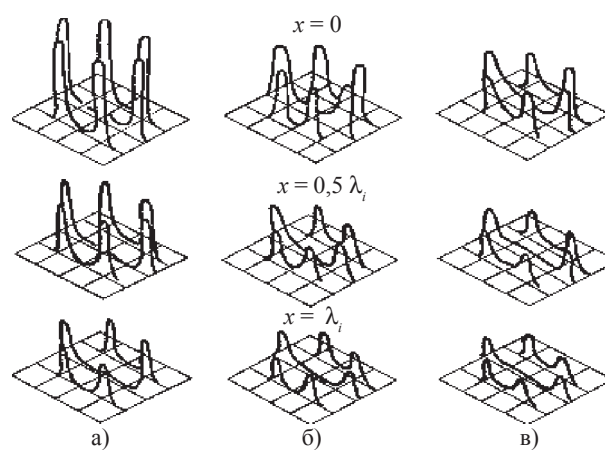 x = 0
x = 0,5 λᵢ
x = λᵢ
а) б) в)